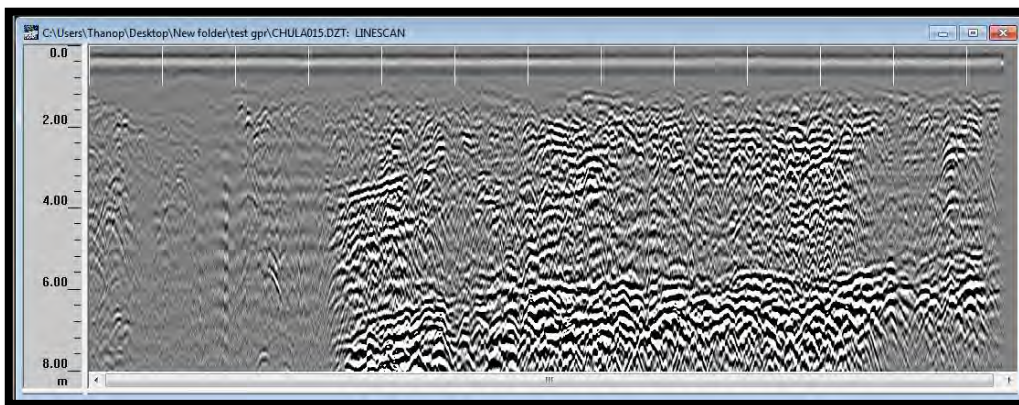 C:\Users\Thanop\Desktop\New folder\test gpr\CHULA015.DZT: LINESCAN
0.0
2.00
4.00
6.00
8.00
m